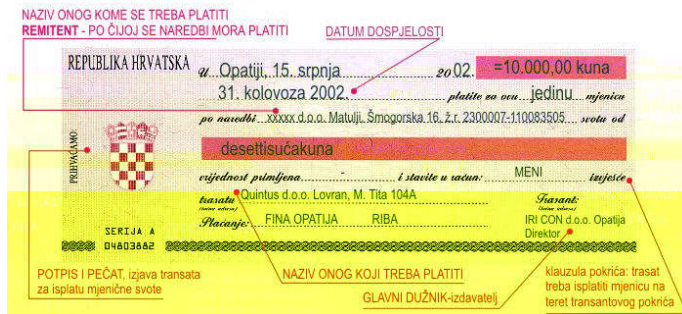 NAZIV ONOG KOME SE TREBA PLATITI
REMITENT - PO ČIJOJ SE NAREDBI MORA PLATITI
DATUM DOSPJELOSTI
REPUBLIKA HRVATSKA
u Opatiji, 15. srpnja 2002. =10.000,00 kuna
31. kolovoza 2002. platite za ovu jedinu mjenicu
po naredbi xxxxx d.o.o. Matulji, Šmogorska 16, ž.r. 2300007-110083505 svotu od
desettisućakuna
PRIHVAĆAMO:
vrijednost primljena - i stavite u račun: MENI izvješće
trasatu Quintus d.o.o. Lovran, M. Tita 104A Trasant:
Plaćanje: FINA OPATIJA RIBA IRI CON d.o.o. Opatija
Direktor
SERIJA A
04803882
POTPIS I PEČAT, izjava transata
za isplatu mjenične svote
NAZIV ONOG KOJI TREBA PLATITI
GLAVNI DUŽNIK-izdavatelj
klauzula pokrića: trasat
treba isplatiti mjenicu na
teret transantovog pokrića